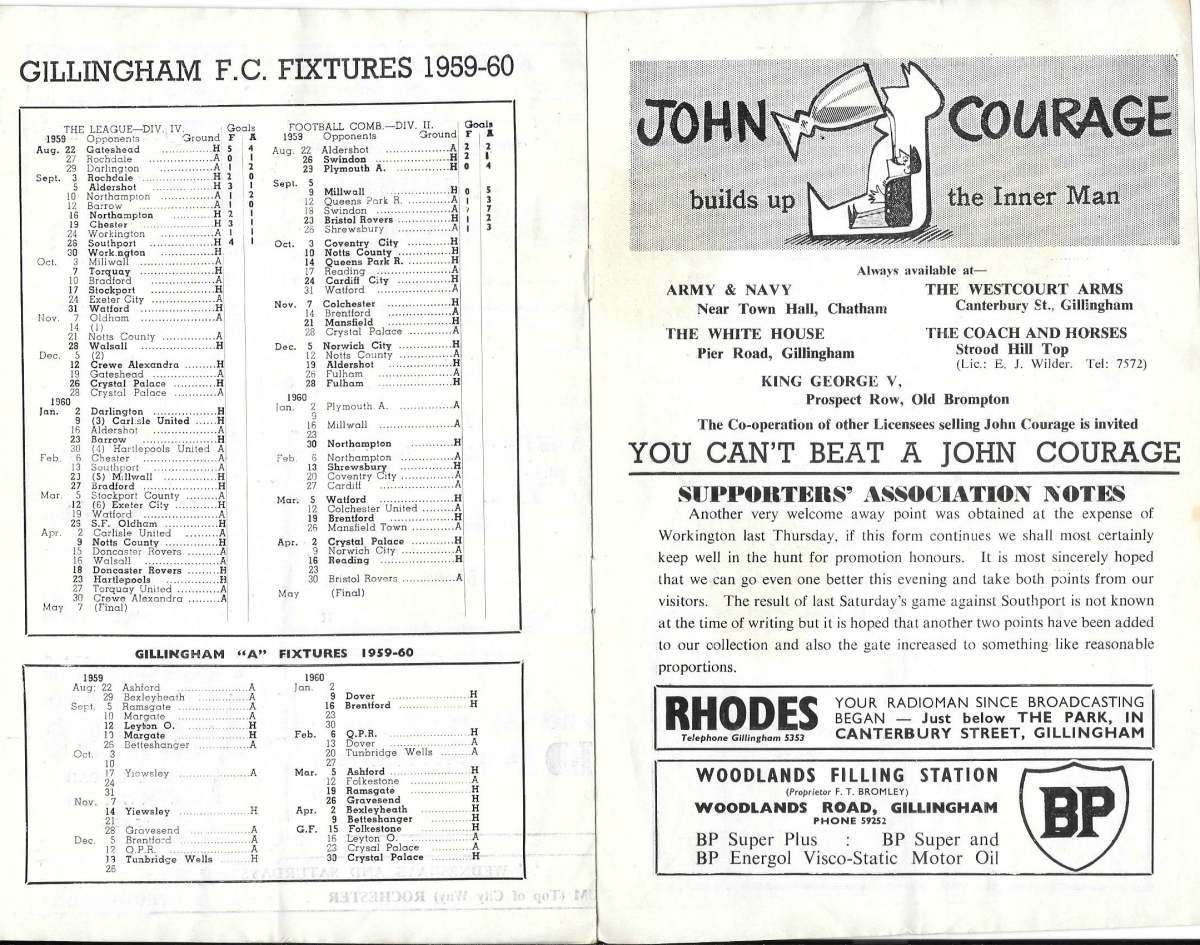 GILLINGHAM F.C. FIXTURES 1959-60
THE LEAGUE—DIV. IV. Goals
1959 Opponents Ground F A
Aug. 22 Gateshead ............H 5 4
27 Rochdale ............A 0 1
29 Darlington ............A 1 2
Sept. 3 Rochdale ............H 2 0
5 Aldershot ............H 3 1
10 Northampton ............A 1 2
12 Barrow ............A 1 0
16 Northampton ............H 2 1
19 Chester ............H 3 1
24 Workington ............A 1 1
26 Southport ............H 4 1
30 Workington ............H
Oct. 3 Millwall ............A
7 Torquay ............H
10 Bradford ............A
17 Stockport ............H
24 Exeter City ............A
31 Watford ............H
Nov. 7 Oldham ............A
14 (1)
21 Notts County ............A
28 Walsall ............H
Dec. 5 (2)
12 Crewe Alexandra ........H
19 Gateshead ............A
26 Crystal Palace ............H
28 Crystal Palace ............A
1960
Jan. 2 Darlington ............H
9 (3) Carlisle United ......H
16 Aldershot ............A
23 Barrow ............H
30 (4) Hartlepools United A
Feb. 6 Chester ............A
13 Southport ............A
20 (5) Millwall ............H
27 Bradford ............H
Mar. 5 Stockport County ........A
12 (6) Exeter City ............H
19 Watford ............A
26 S.F. Oldham ............H
Apr. 2 Carlisle United ........A
9 Notts County ............H
15 Doncaster Rovers ........A
16 Walsall ............A
18 Doncaster Rovers ........H
23 Hartlepools ............H
27 Torquay United ............A
30 Crewe Alexandra ........A
May 7 (Final)
FOOTBALL COMB.—DIV. II. Goals
1959 Opponents Ground F A
Aug. 22 Aldershot ............A 2 2
26 Swindon ............H 2 1
29 Plymouth A. ............H 0 4
Sept. 5
9 Millwall ............H 0 5
12 Queens Park R. ............A 1 3
18 Swindon ............A 7
23 Bristol Rovers ............H 1 2
26 Shrewsbury ............A 1 3
Oct. 3 Coventry City ............H
10 Notts County ............H
14 Queens Park R. ............H
17 Reading ............A
24 Cardiff City ............H
31 Watford ............A
Nov. 7 Colchester ............H
14 Brentford ............A
21 Mansfield ............H
28 Crystal Palace ............A
Dec. 5 Norwich City ............H
12 Notts County ............A
19 Aldershot ............H
26 Fulham ............A
28 Fulham ............H
1960
Jan. 2 Plymouth A. ............A
9
16 Millwall ............A
23
30 Northampton ............H
Feb. 6 Northampton ............A
13 Shrewsbury ............H
20 Coventry City ............A
27 Cardiff ............A
Mar. 5 Watford ............H
12 Colchester United ........A
19 Brentford ............H
26 Mansfield Town ............A
Apr. 2 Crystal Palace ............H
9 Norwich City ............A
16 Reading ............H
23
30 Bristol Rovers ............A
May (Final)
GILLINGHAM “A” FIXTURES 1959-60
1959
Aug. 22 Ashford ............A
29 Bexleyheath ............A
Sept. 5 Ramsgate ............A
10 Margate ............A
12 Leyton O. ............H
19 Margate ............H
26 Betteshanger ............A
Oct. 3
10
17 Yiewsley ............A
24
31
Nov. 7
14 Yiewsley ............H
21
28 Gravesend ............A
Dec. 5 Brentford ............A
12 Q.P.R. ............A
19 Tunbridge Wells ............H
26
1960
Jan. 2
9 Dover ............H
16 Brentford ............H
23
30
Feb. 6 Q.P.R. ............H
13 Dover ............A
20 Tunbridge Wells ............A
27
Mar. 5 Ashford ............H
12 Folkestone ............A
19 Ramsgate ............H
26 Gravesend ............H
Apr. 2 Bexleyheath ............H
9 Betteshanger ............H
G.F. 15 Folkestone ............H
16 Leyton O. ............A
23 Crysal Palace ............A
30 Crystal Palace ............H
JOHN COURAGE
builds up the Inner Man
Always available at—
ARMY & NAVY
Near Town Hall, Chatham
THE WESTCOURT ARMS
Canterbury St., Gillingham
THE WHITE HOUSE
Pier Road, Gillingham
THE COACH AND HORSES
Strood Hill Top
(Lic.: E. J. Wilder. Tel: 7572)
KING GEORGE V,
Prospect Row, Old Brompton
The Co-operation of other Licensees selling John Courage is invited
YOU CAN'T BEAT A JOHN COURAGE
SUPPORTERS' ASSOCIATION NOTES
Another very welcome away point was obtained at the expense of
Workington last Thursday, if this form continues we shall most certainly
keep well in the hunt for promotion honours. It is most sincerely hoped
that we can go even one better this evening and take both points from our
visitors. The result of last Saturday's game against Southport is not known
at the time of writing but it is hoped that another two points have been added
to our collection and also the gate increased to something like reasonable
proportions.
RHODES
Telephone Gillingham 5353
YOUR RADIOMAN SINCE BROADCASTING
BEGAN — Just below THE PARK, IN
CANTERBURY STREET, GILLINGHAM
WOODLANDS FILLING STATION
(Proprietor F. T. BROMLEY)
WOODLANDS ROAD, GILLINGHAM
PHONE 59252
BP Super Plus : BP Super and
BP Energol Visco-Static Motor Oil
BP